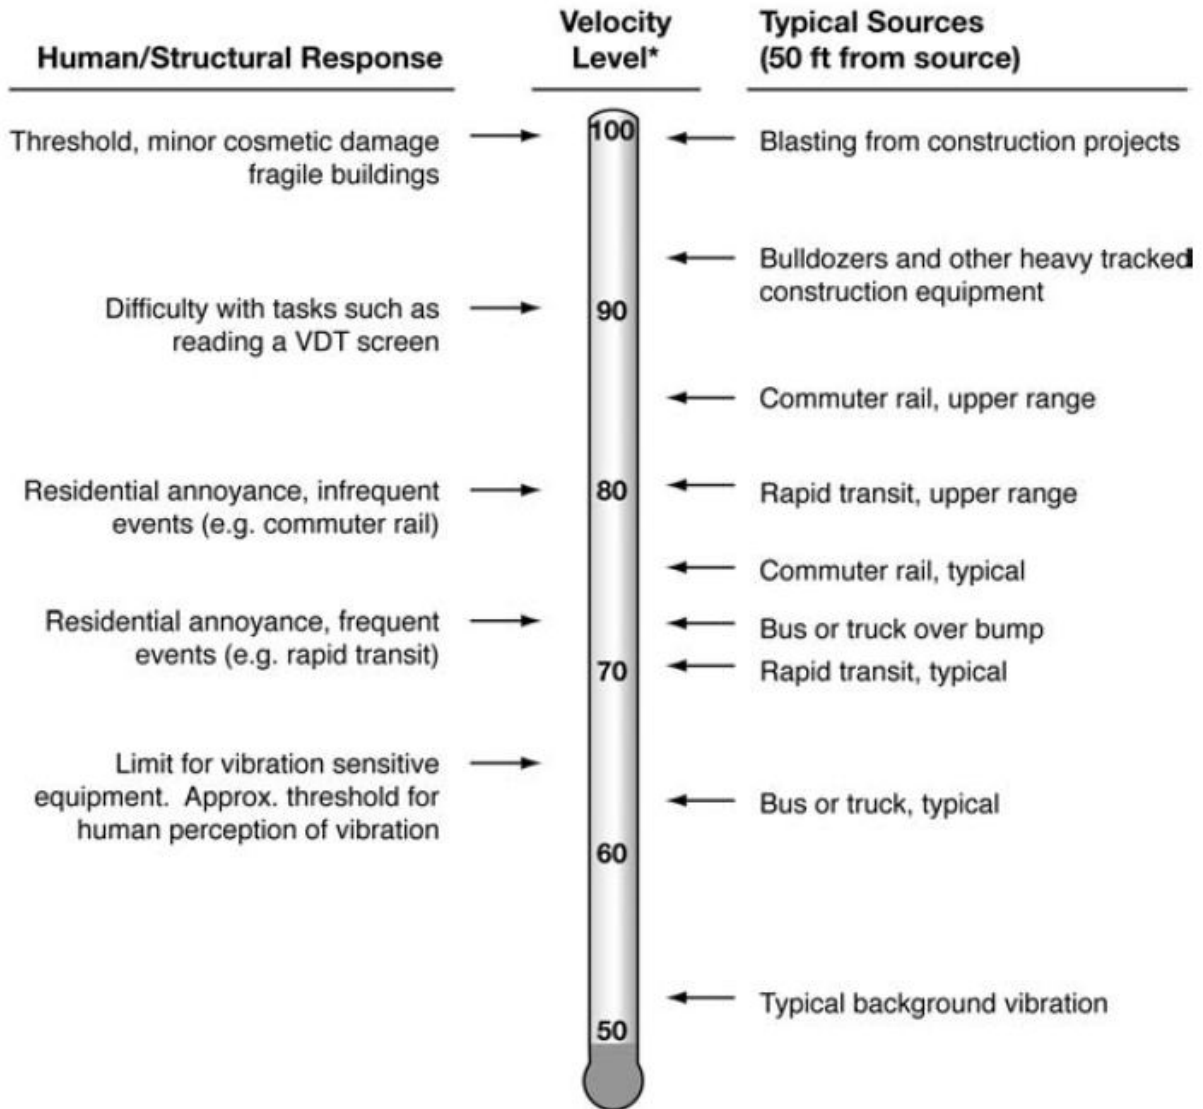 Human/Structural Response
Velocity
Level*
Typical Sources
(50 ft from source)
Threshold, minor cosmetic damage
fragile buildings
100
Blasting from construction projects
Bulldozers and other heavy tracked
construction equipment
Difficulty with tasks such as
reading a VDT screen
90
Commuter rail, upper range
Residential annoyance, infrequent
events (e.g. commuter rail)
80
Rapid transit, upper range
Commuter rail, typical
Residential annoyance, frequent
events (e.g. rapid transit)
Bus or truck over bump
70
Rapid transit, typical
Limit for vibration sensitive
equipment. Approx. threshold for
human perception of vibration
Bus or truck, typical
60
Typical background vibration
50